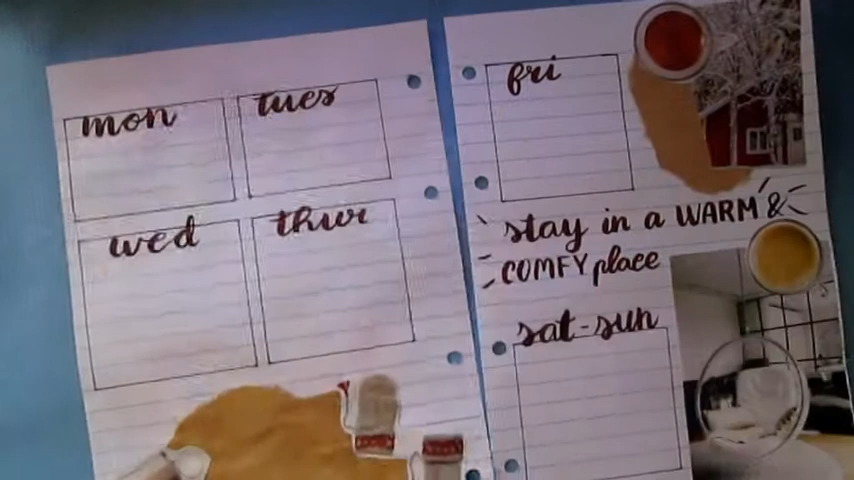 mon
tues
wed
thur
fri
stay in a WARM &
COMFY place
sat-sun